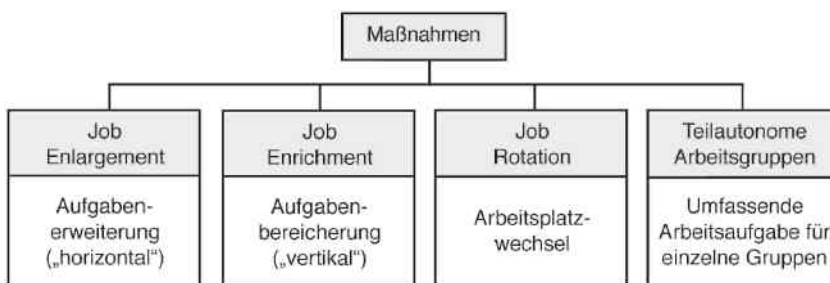 Maßnahmen
Job
Enlargement
Aufgaben-
erweiterung
(„horizontal“)
Job
Enrichment
Aufgaben-
bereicherung
(„vertikal“)
Job
Rotation
Arbeitsplatz-
wechsel
Teilautonome
Arbeitsgruppen
Umfassende
Arbeitsaufgabe für
einzelne Gruppen